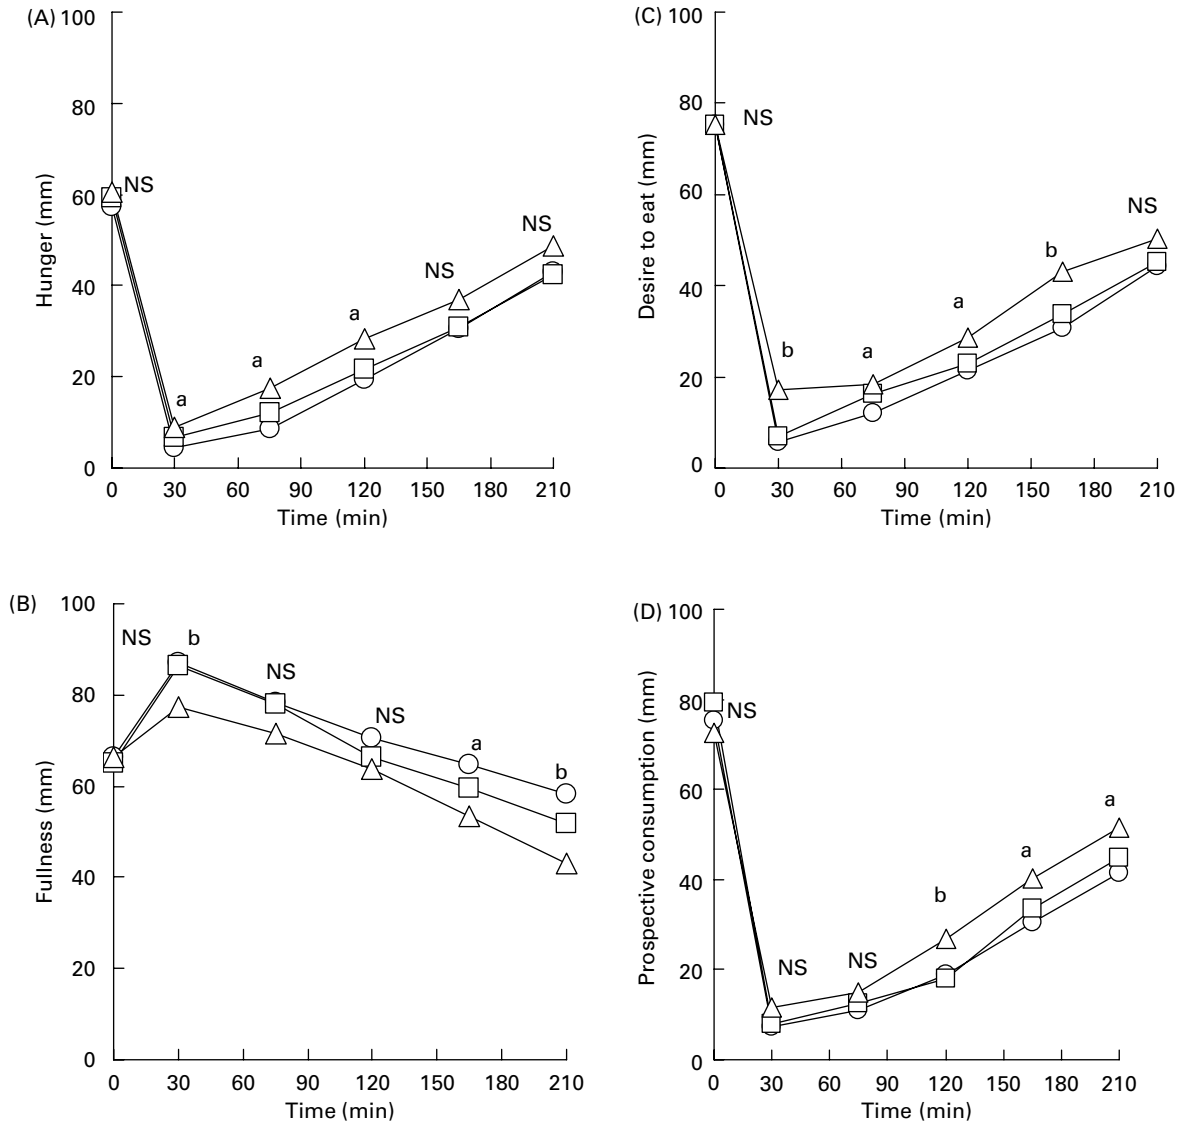 (A) 100
80
60
40
20
0
Hunger (mm)
NS
a
a
a
NS
NS
0 30 60 90 120 150 180 210
Time (min)
(C) 100
80
60
40
20
0
Desire to eat (mm)
NS
b
a
a
b
NS
0 30 60 90 120 150 180 210
Time (min)
(B) 100
80
60
40
20
0
Fullness (mm)
NS
b
NS
NS
a
b
0 30 60 90 120 150 180 210
Time (min)
(D) 100
80
60
40
20
0
Prospective consumption (mm)
NS
NS
NS
b
a
a
0 30 60 90 120 150 180 210
Time (min)